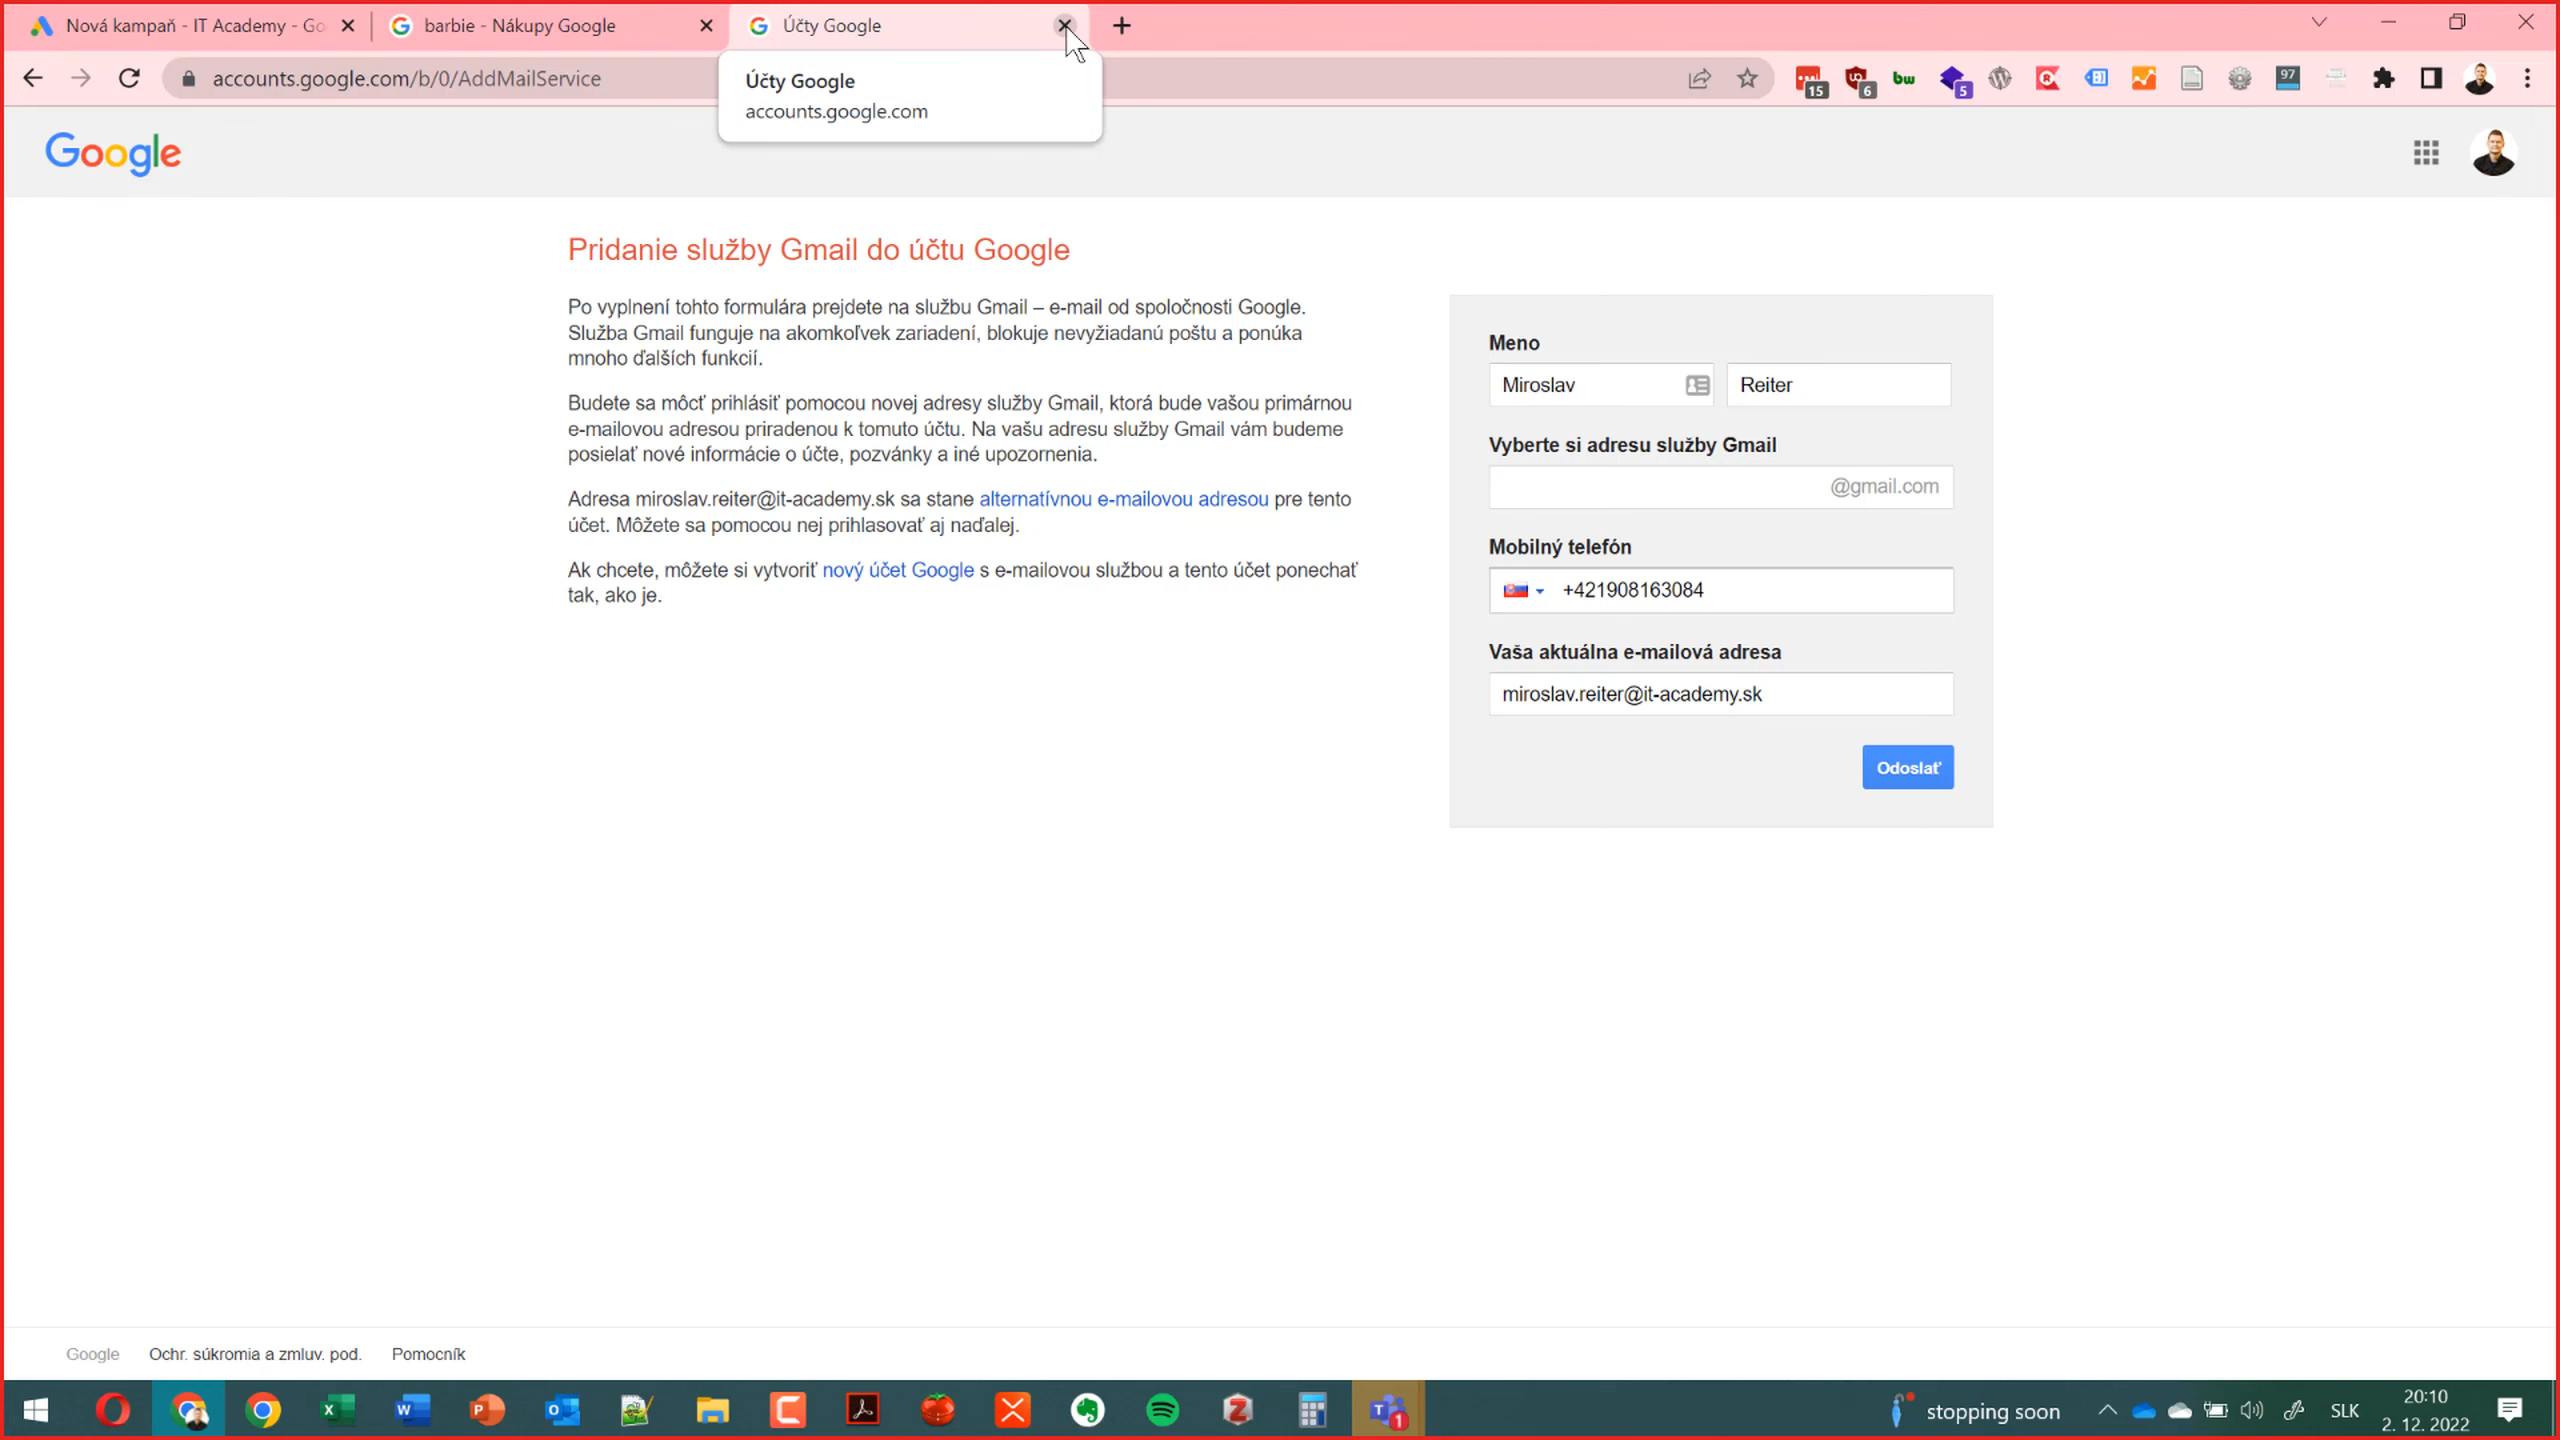 Nová kampaň - IT Academy - Go
barbie - Nákupy Google
Účty Google
accounts.google.com/b/0/AddMailService
Účty Google
accounts.google.com
15
6
bw
5
97
Google
Pridanie služby Gmail do účtu Google
Po vyplnení tohto formulára prejdete na službu Gmail – e-mail od spoločnosti Google.
Služba Gmail funguje na akomkoľvek zariadení, blokuje nevyžiadanú poštu a ponúka
mnoho ďalších funkcií.
Budete sa môcť prihlásiť pomocou novej adresy služby Gmail, ktorá bude vašou primárnou
e-mailovou adresou priradenou k tomuto účtu. Na vašu adresu služby Gmail vám budeme
posielať nové informácie o účte, pozvánky a iné upozornenia.
Adresa miroslav.reiter@it-academy.sk sa stane alternatívnou e-mailovou adresou pre tento
účet. Môžete sa pomocou nej prihlasovať aj naďalej.
Ak chcete, môžete si vytvoriť nový účet Google s e-mailovou službou a tento účet ponechať
tak, ako je.
Meno
Miroslav
Reiter
Vyberte si adresu služby Gmail
@gmail.com
Mobilný telefón
+421908163084
Vaša aktuálna e-mailová adresa
miroslav.reiter@it-academy.sk
Odoslať
Google
Ochr. súkromia a zmluv. pod.
Pomocník
stopping soon
SLK
20:10
2. 12. 2022